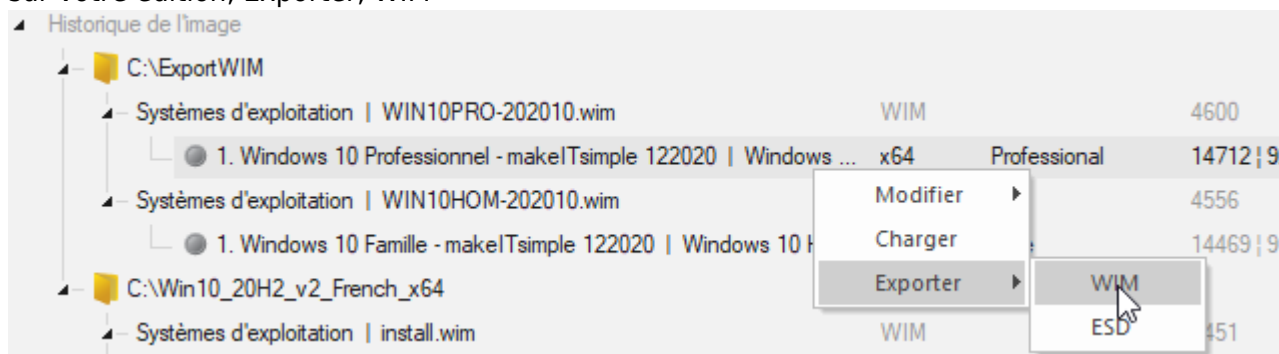 sur votre édition, Exporter, WIM
Historique de l'image
C:\ExportWIM
Systèmes d'exploitation | WIN10PRO-202010.wim WIM 4600
1. Windows 10 Professionnel - makeITsimple 122020 | Windows ... x64 Professional 14712 ¦ 9
Modifier
Systèmes d'exploitation | WIN10HOM-202010.wim 4556
Charger
1. Windows 10 Famille - makeITsimple 122020 | Windows 10 14469 ¦ 9
Exporter WIM
C:\Win10_20H2_v2_French_x64
ESD
Systèmes d'exploitation | install.wim WIM 451